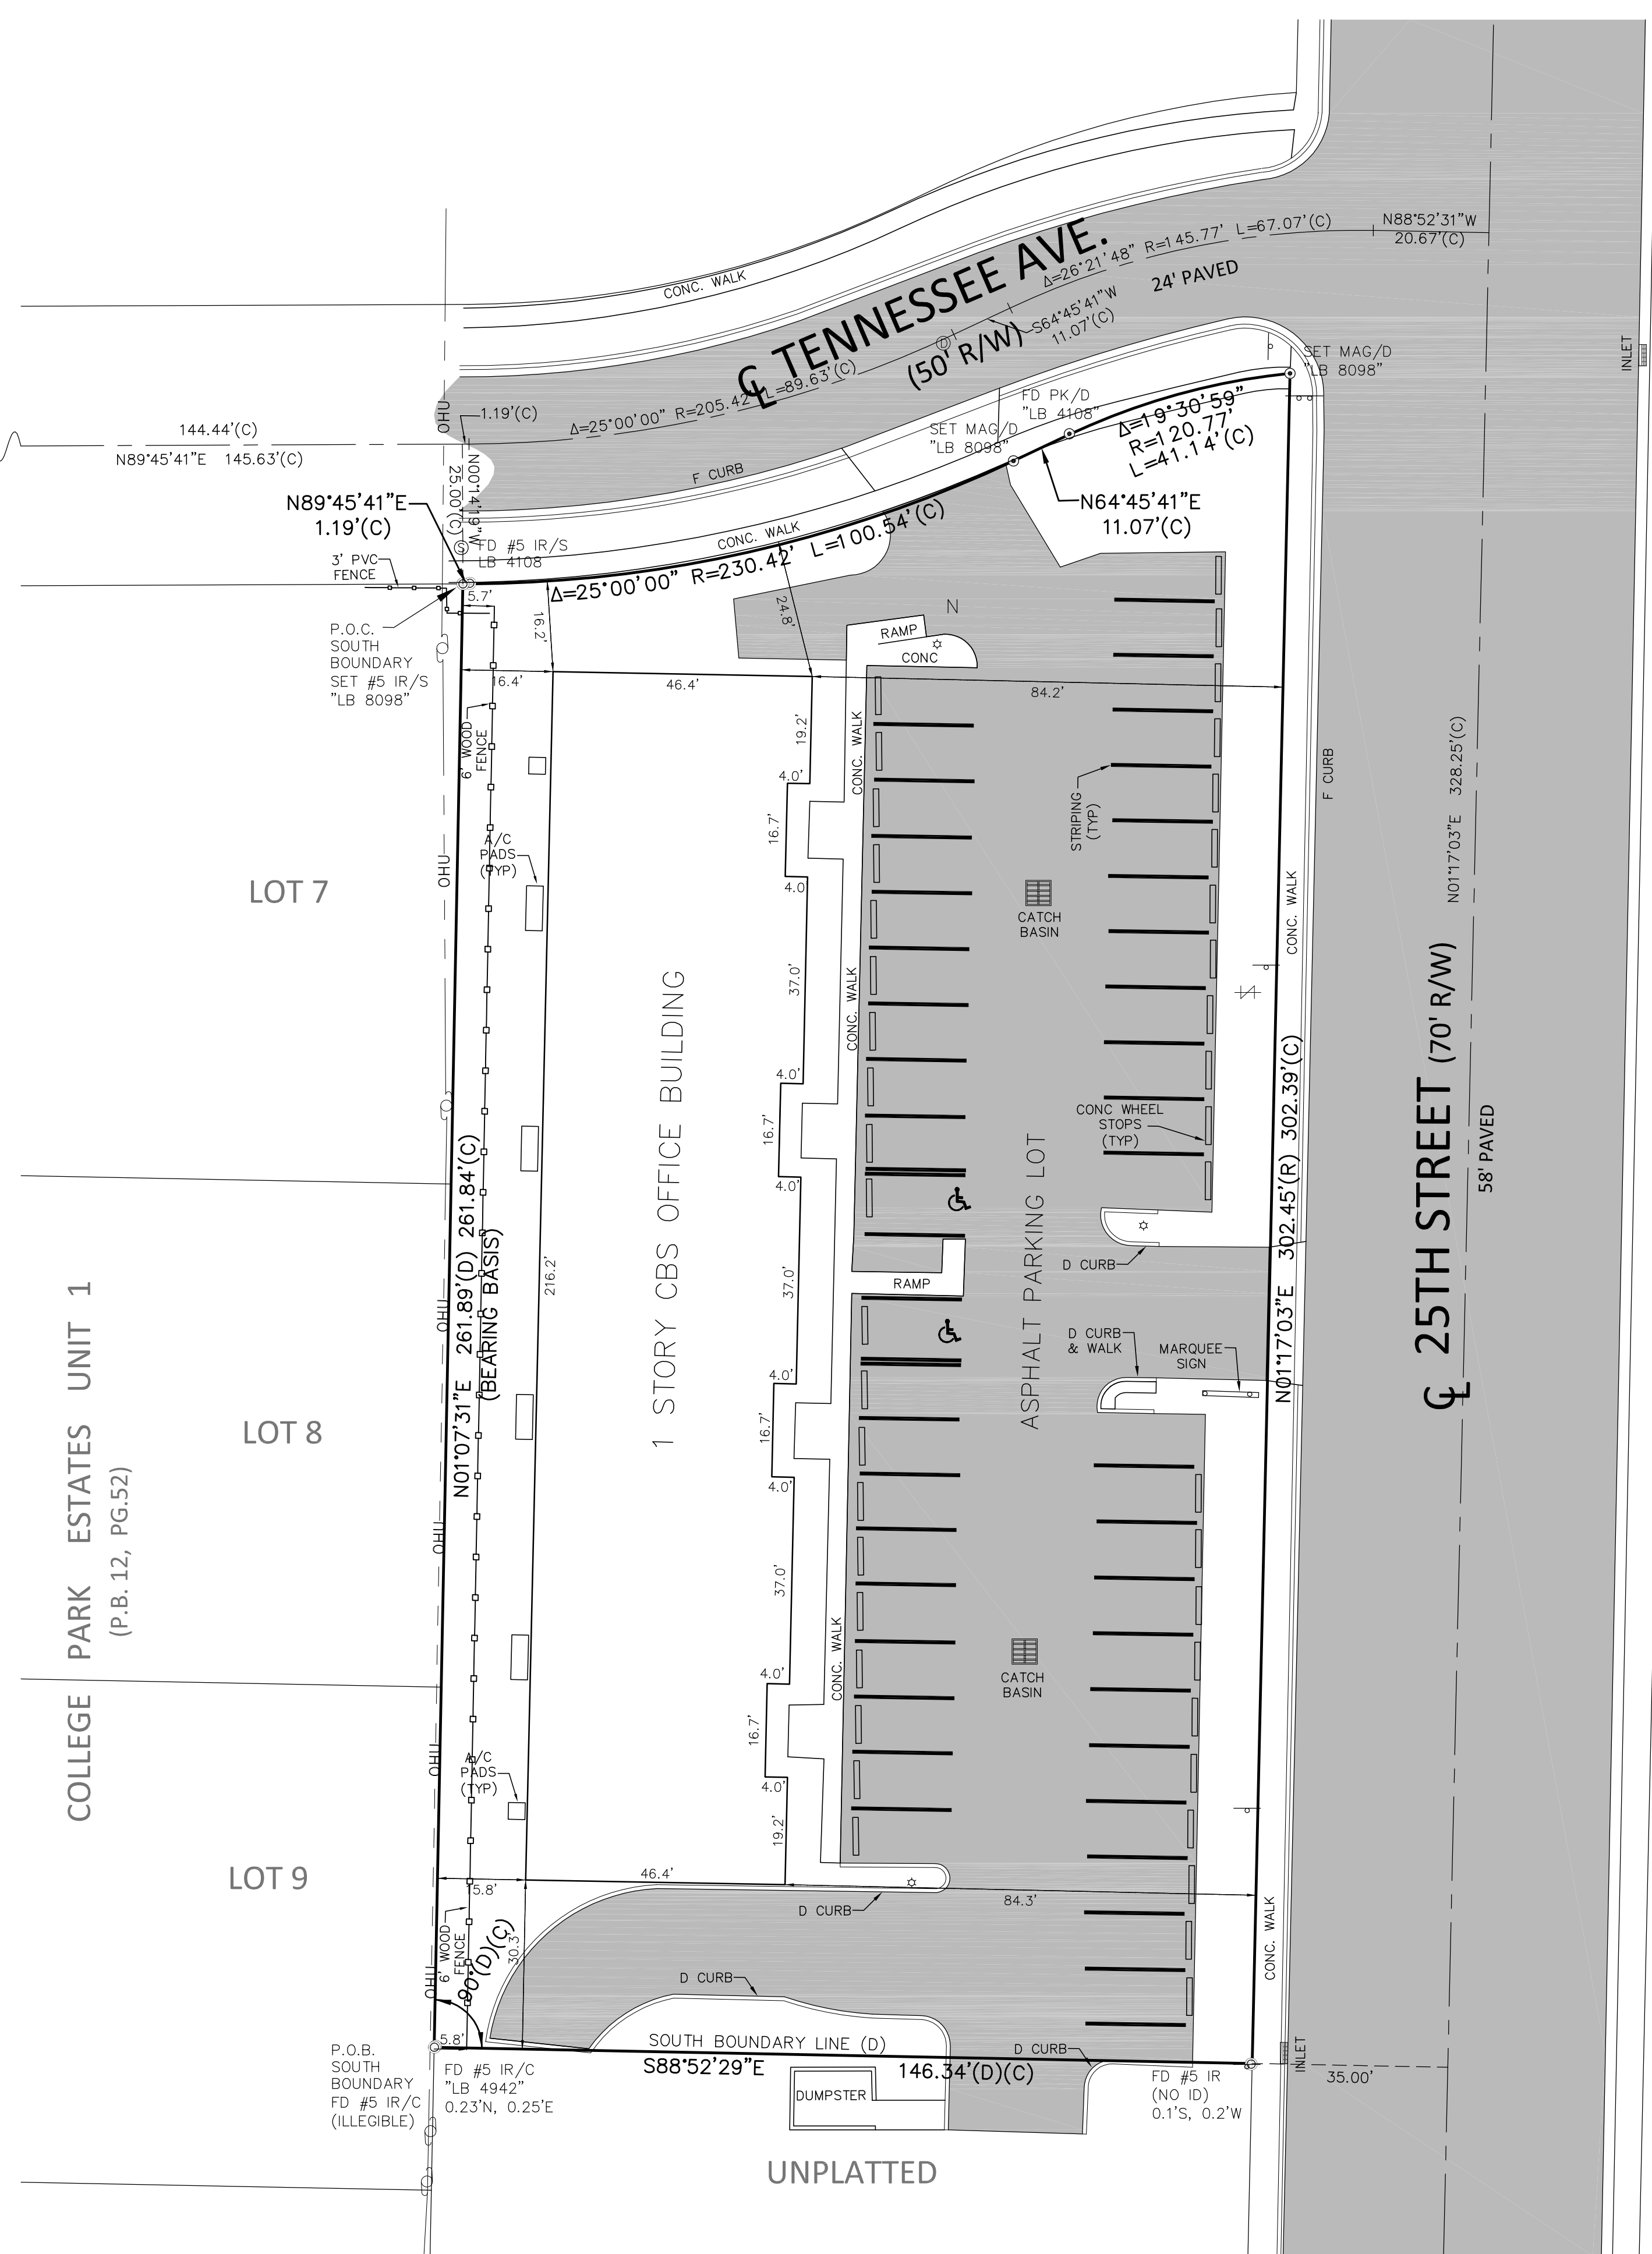 CONC. WALK
℄ TENNESSEE AVE.
(50' R/W)
Δ=26°21'48" R=145.77' L=67.07'(C)
24' PAVED
N88°52'31"W
20.67'(C)
S64°45'41"W
11.07'(C)
Δ=25°00'00" R=205.42' L=89.63'(C)
1.19'(C)
144.44'(C)
N89°45'41"E 145.63'(C)
OHU
N00°14'19"W
25.00'(C)
F CURB
INLET
SET MAG/D
"LB 8098"
FD PK/D
"LB 4108"
SET MAG/D
"LB 8098"
Δ=19°30'59"
R=120.77'
L=41.14'(C)
N64°45'41"E
11.07'(C)
N89°45'41"E
1.19'(C)
S
D
FD #5 IR/S
LB 4108
3' PVC
FENCE
CONC. WALK
Δ=25°00'00" R=230.42' L=100.54'(C)
5.7'
16.2'
24.8'
N
P.O.C.
SOUTH
BOUNDARY
SET #5 IR/S
"LB 8098"
RAMP
CONC
16.4'
46.4'
84.2'
6' WOOD
FENCE
19.2'
4.0'
CONC. WALK
STRIPING
(TYP)
F CURB
N01°17'03"E 328.25'(C)
16.7'
A/C
PADS
(TYP)
OHU
4.0'
LOT 7
CATCH
BASIN
CONC. WALK
37.0'
CONC. WALK
1 STORY CBS OFFICE BUILDING
4.0'
16.7'
4.0'
CONC WHEEL
STOPS
(TYP)
ASPHALT PARKING LOT
N01°17'03"E 302.45'(R) 302.39'(C)
℄ 25TH STREET (70' R/W)
58' PAVED
N01°07'31"E 261.89'(D) 261.84'(C)
(BEARING BASIS)
216.2'
37.0'
D CURB
RAMP
OHU
D CURB
& WALK
MARQUEE
SIGN
4.0'
16.7'
4.0'
LOT 8
COLLEGE PARK ESTATES UNIT 1
(P.B. 12, PG.52)
OHU
37.0'
CONC. WALK
CATCH
BASIN
4.0'
16.7'
4.0'
OHU
A/C
PADS
(TYP)
19.2'
LOT 9
46.4'
15.8'
84.3'
D CURB
6' WOOD
FENCE
90°(D)(C)
30.3'
CONC. WALK
OHU
D CURB
5.8'
SOUTH BOUNDARY LINE (D)
S88°52'29"E 146.34'(D)(C)
D CURB
INLET
35.00'
P.O.B.
SOUTH
BOUNDARY
FD #5 IR/C
(ILLEGIBLE)
FD #5 IR/C
"LB 4942"
0.23'N, 0.25'E
DUMPSTER
FD #5 IR
(NO ID)
0.1'S, 0.2'W
UNPLATTED